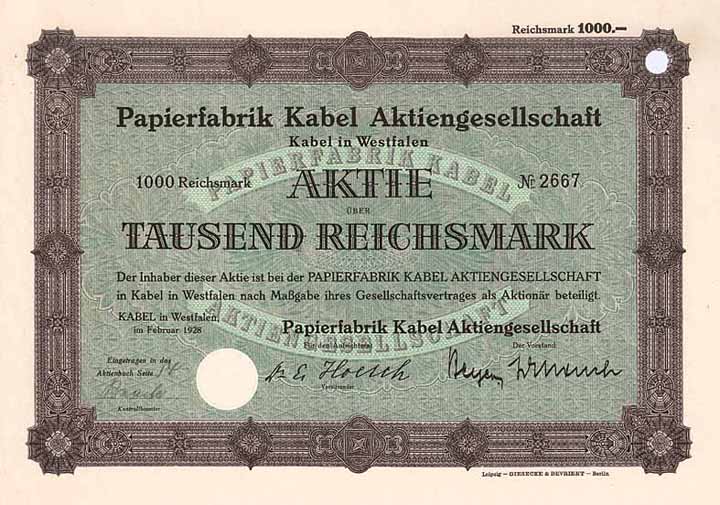 Reichsmark 1000.—
Papierfabrik Kabel Aktiengesellschaft
Kabel in Westfalen
PAPIERFABRIK KABEL
1000 Reichsmark AKTIE № 2667
ÜBER
TAUSEND REICHSMARK
Der Inhaber dieser Aktie ist bei der PAPIERFABRIK KABEL AKTIENGESELLSCHAFT
in Kabel in Westfalen nach Maßgabe ihres Gesellschaftsvertrages als Aktionär beteiligt.
AKTIENGESELLSCHAFT
KABEL in Westfalen,
im Februar 1928
Papierfabrik Kabel Aktiengesellschaft
Für den Aufsichtsrat Der Vorstand
Eingetragen in das
Aktienbuch Seite
Hoesch
Vorsitzender
Kontrollbeamter
Leipzig — GIESECKE & DEVRIENT — Berlin